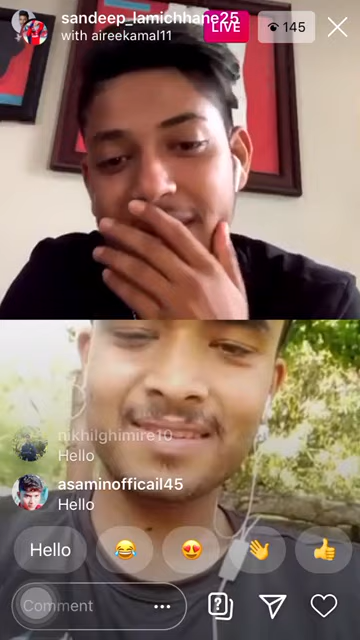 sandeep_lamichhane25
LIVE
145
with aireekamal11
nikhilghimire10
Hello
asaminofficail45
Hello
Hello
Comment